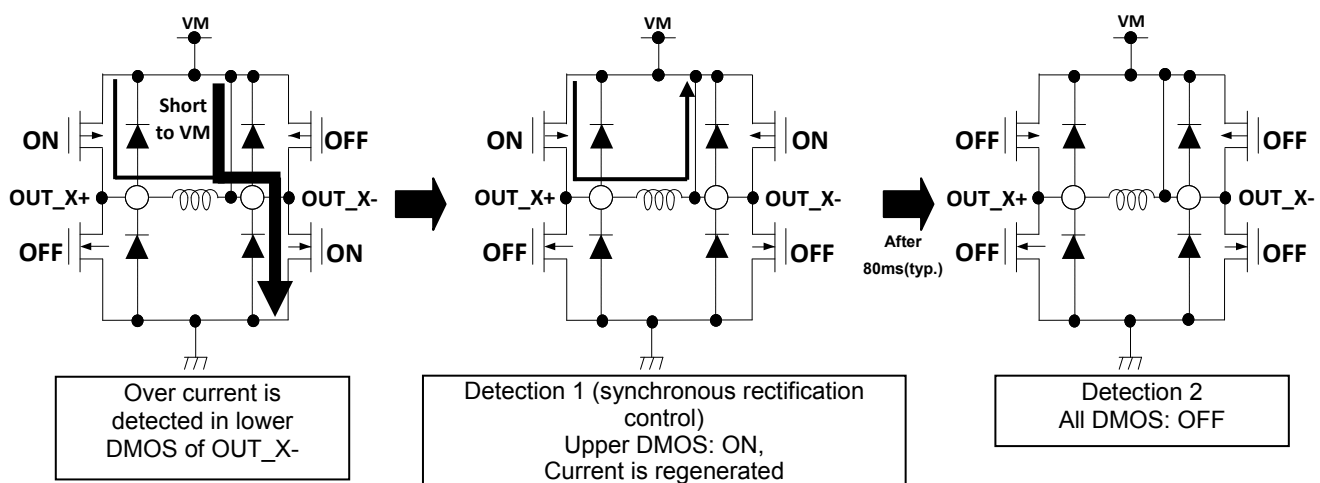 VM
Short
to VM
ON
OFF
OUT_X+
OUT_X-
OFF
ON
Over current is
detected in lower
DMOS of OUT_X-
VM
ON
ON
OUT_X+
OUT_X-
OFF
OFF
Detection 1 (synchronous rectification
control)
Upper DMOS: ON,
Current is regenerated
After
80ms(typ.)
VM
OFF
OFF
OUT_X+
OUT_X-
OFF
OFF
Detection 2
All DMOS: OFF